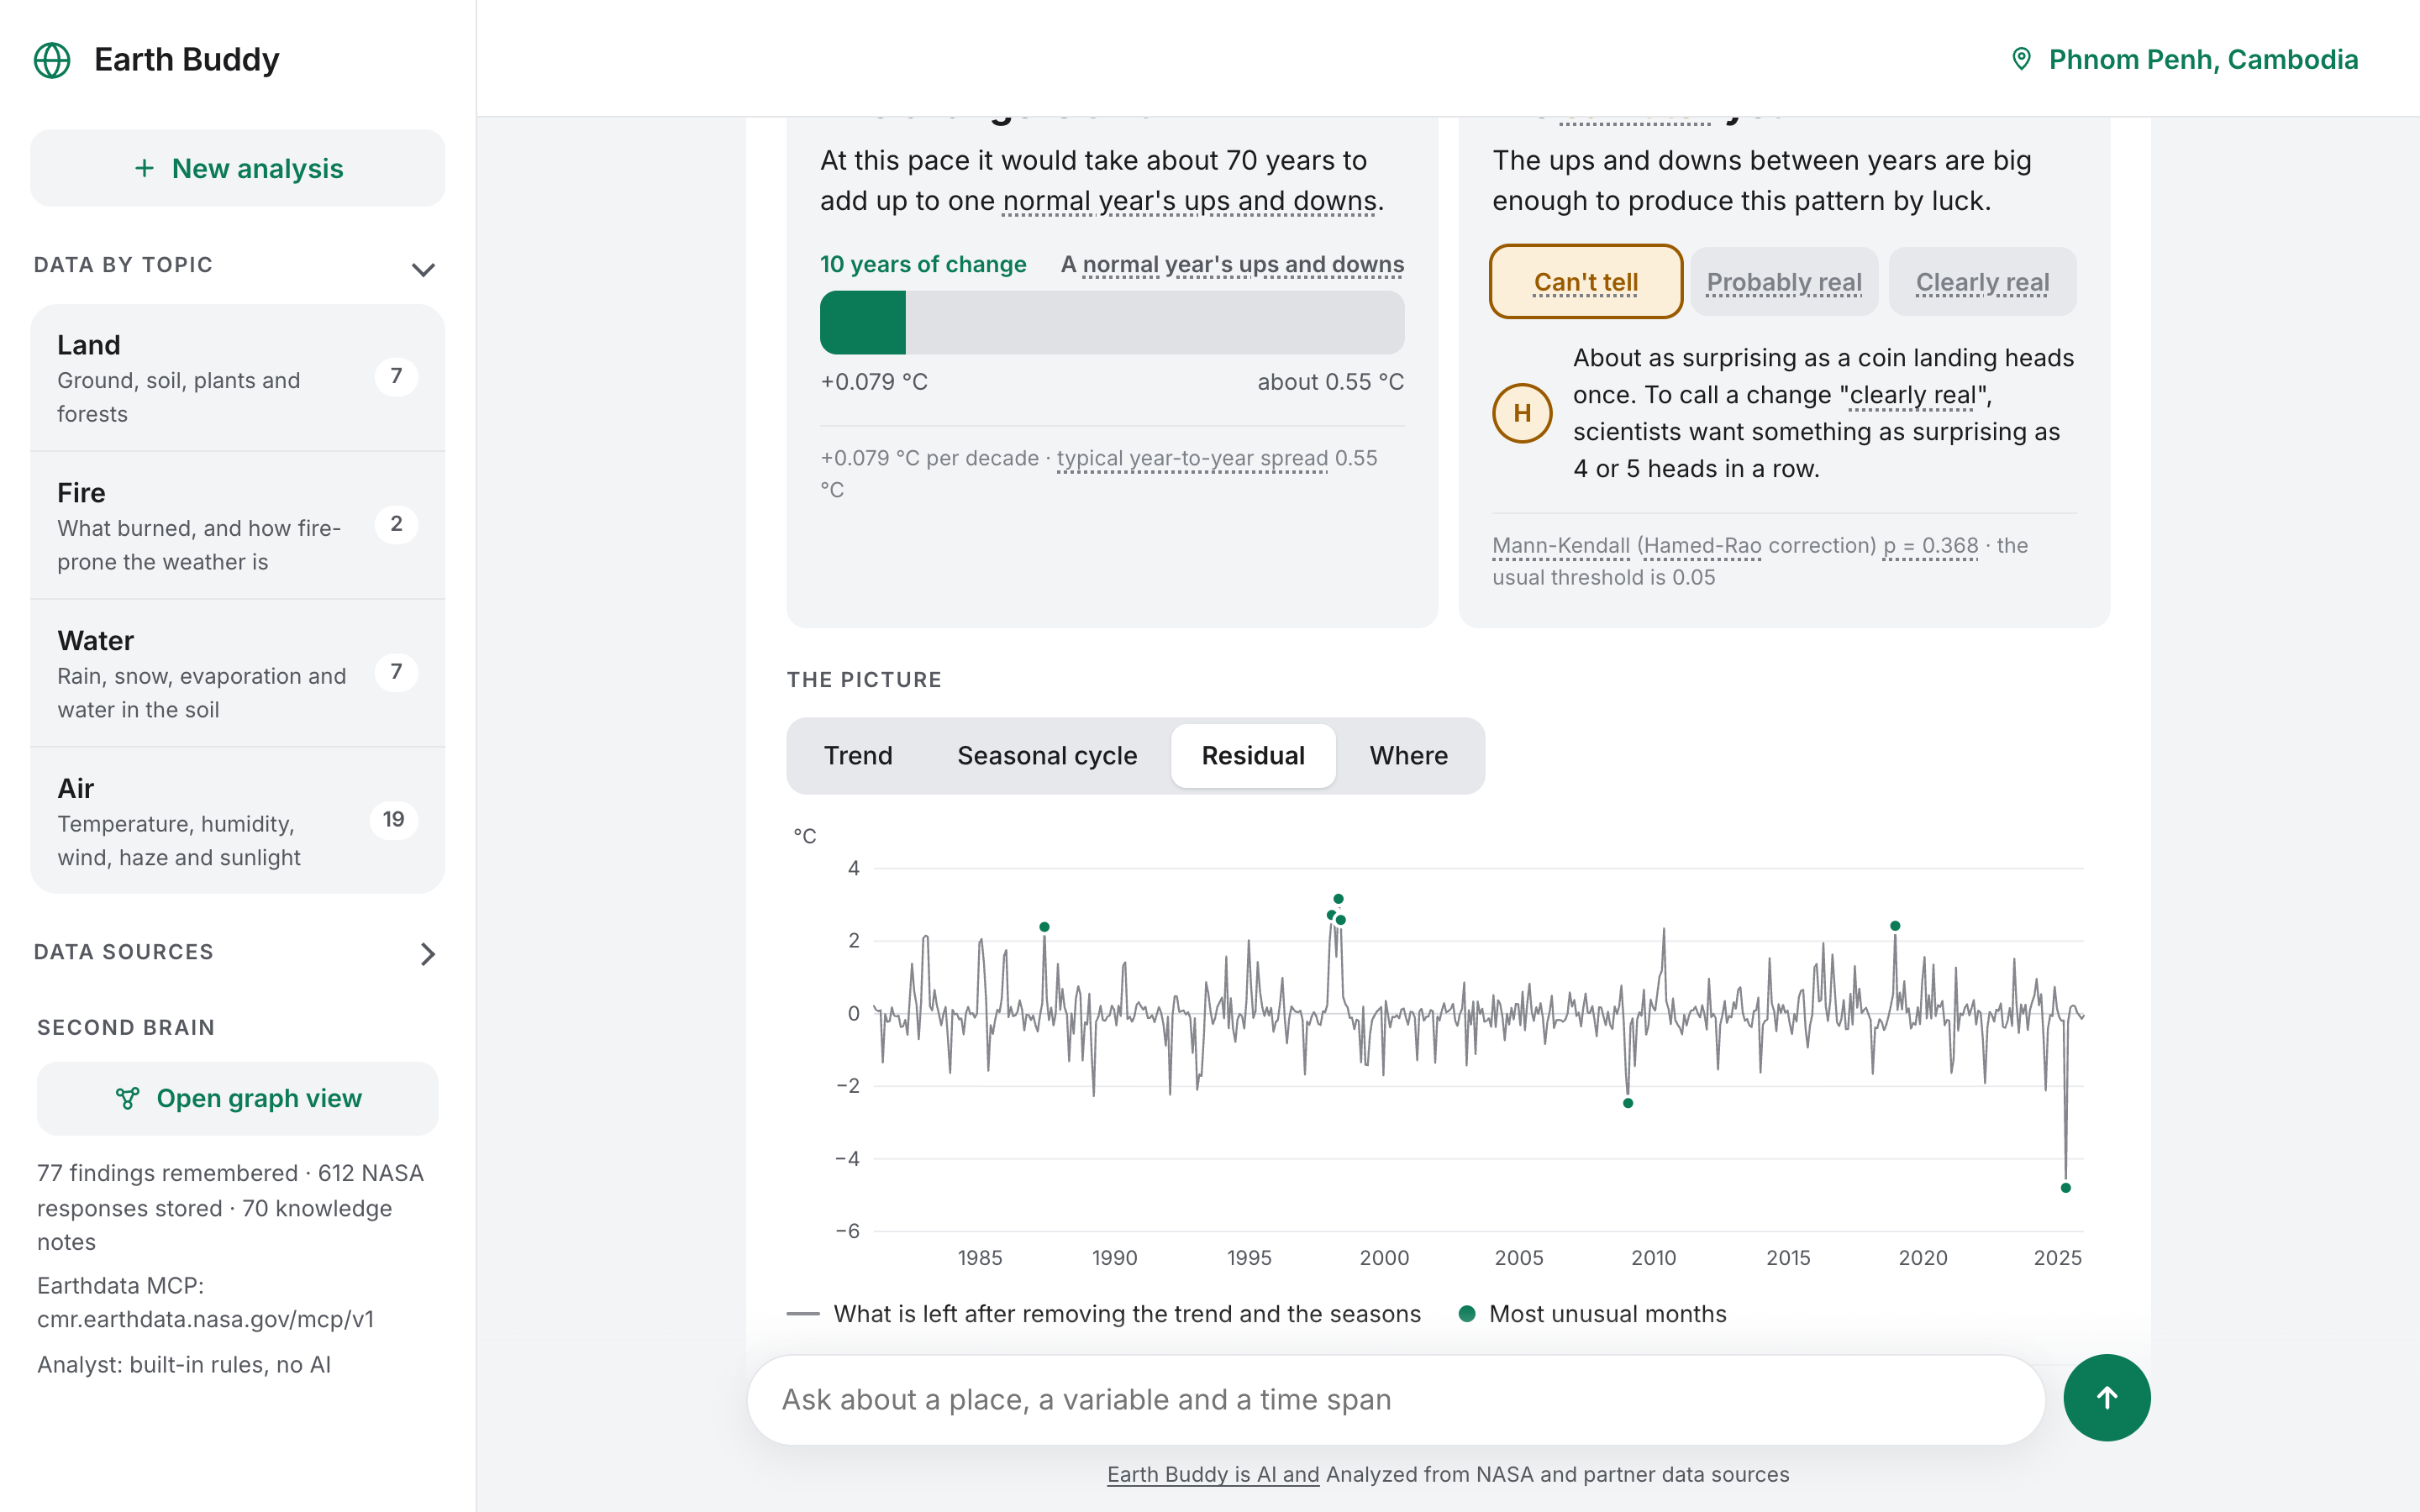 Earth Buddy
Phnom Penh, Cambodia
+ New analysis
DATA BY TOPIC
Land
Ground, soil, plants and
forests
7
Fire
What burned, and how fire-
prone the weather is
2
Water
Rain, snow, evaporation and
water in the soil
7
Air
Temperature, humidity,
wind, haze and sunlight
19
DATA SOURCES
SECOND BRAIN
Open graph view
77 findings remembered · 612 NASA
responses stored · 70 knowledge
notes
Earthdata MCP:
cmr.earthdata.nasa.gov/mcp/v1
Analyst: built-in rules, no AI
At this pace it would take about 70 years to
add up to one normal year's ups and downs.
10 years of change
A normal year's ups and downs
+0.079 °C
about 0.55 °C
+0.079 °C per decade · typical year-to-year spread 0.55
°C
The ups and downs between years are big
enough to produce this pattern by luck.
Can't tell
Probably real
Clearly real
H
About as surprising as a coin landing heads
once. To call a change "clearly real",
scientists want something as surprising as
4 or 5 heads in a row.
Mann-Kendall (Hamed-Rao correction) p = 0.368 · the
usual threshold is 0.05
THE PICTURE
Trend
Seasonal cycle
Residual
Where
°C
4
2
0
−2
−4
−6
1985
1990
1995
2000
2005
2010
2015
2020
2025
What is left after removing the trend and the seasons
Most unusual months
Ask about a place, a variable and a time span
Earth Buddy is AI and Analyzed from NASA and partner data sources